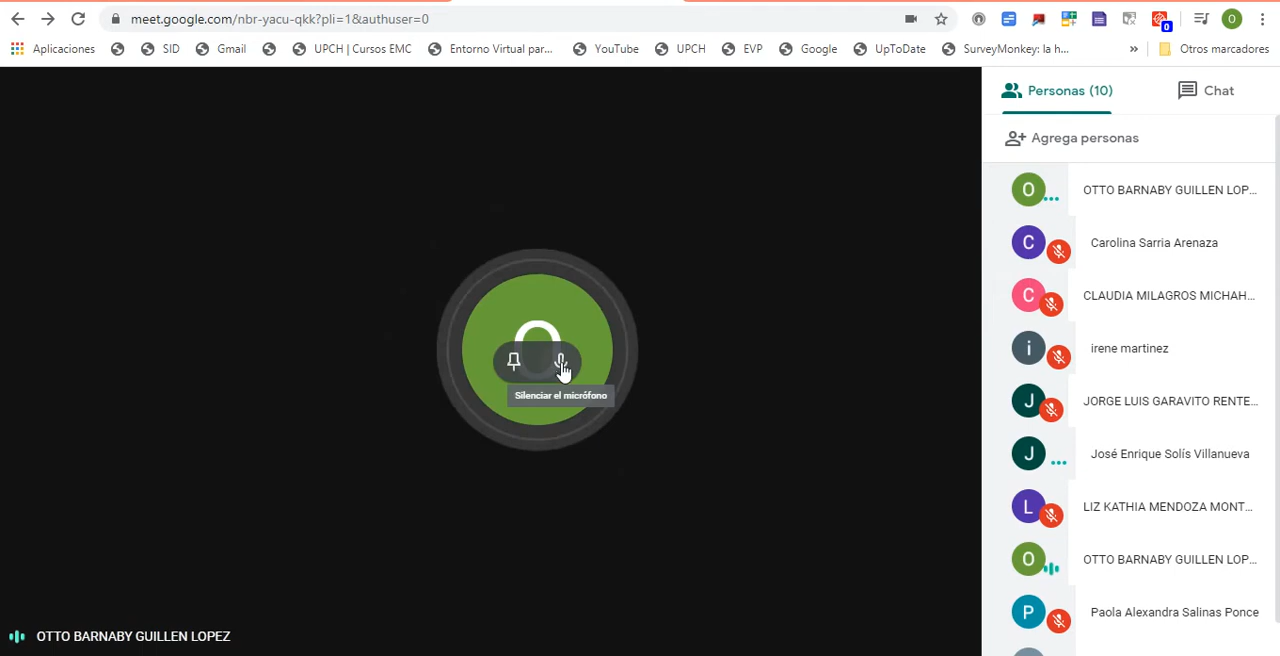 meet.google.com/nbr-yacu-qkk?pli=1&authuser=0
0
O
Aplicaciones
SID
Gmail
UPCH | Cursos EMC
Entorno Virtual par...
YouTube
UPCH
EVP
Google
UpToDate
SurveyMonkey: la h...
»
Otros marcadores
Personas (10)
Chat
Agrega personas
O OTTO BARNABY GUILLEN LOP...
C Carolina Sarria Arenaza
C CLAUDIA MILAGROS MICHAH...
i irene martinez
J JORGE LUIS GARAVITO RENTE...
J José Enrique Solís Villanueva
L LIZ KATHIA MENDOZA MONT...
O OTTO BARNABY GUILLEN LOP...
P Paola Alexandra Salinas Ponce
O
Silenciar el micrófono
OTTO BARNABY GUILLEN LOPEZ